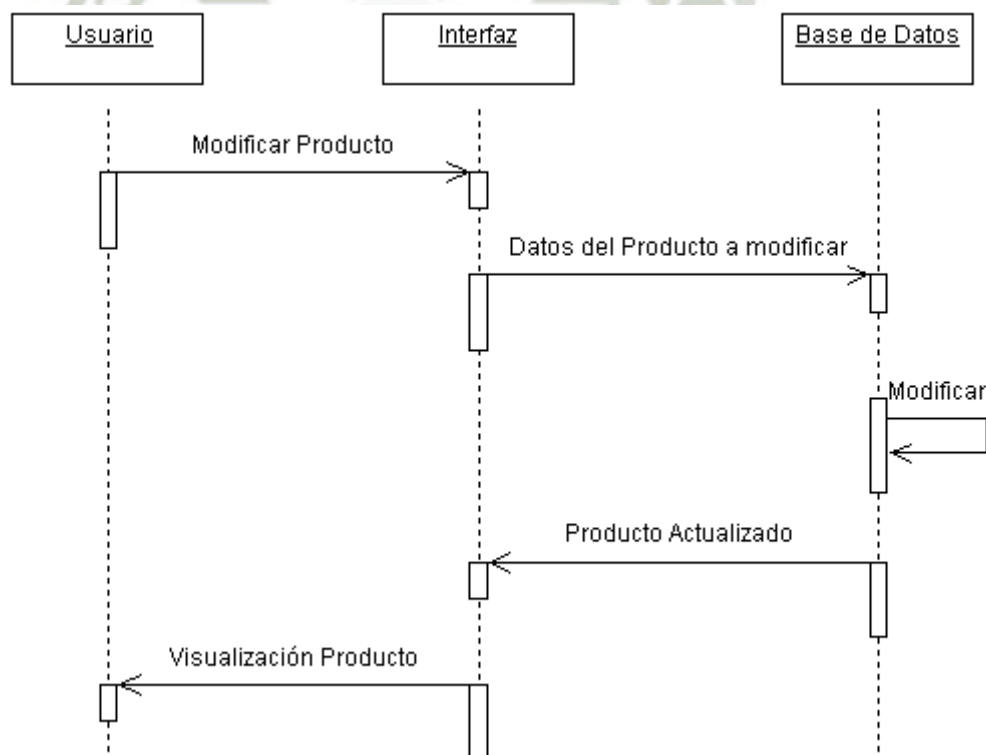 Usuario
Interfaz
Base de Datos
Modificar Producto
Datos del Producto a modificar
Modificar
Producto Actualizado
Visualización Producto